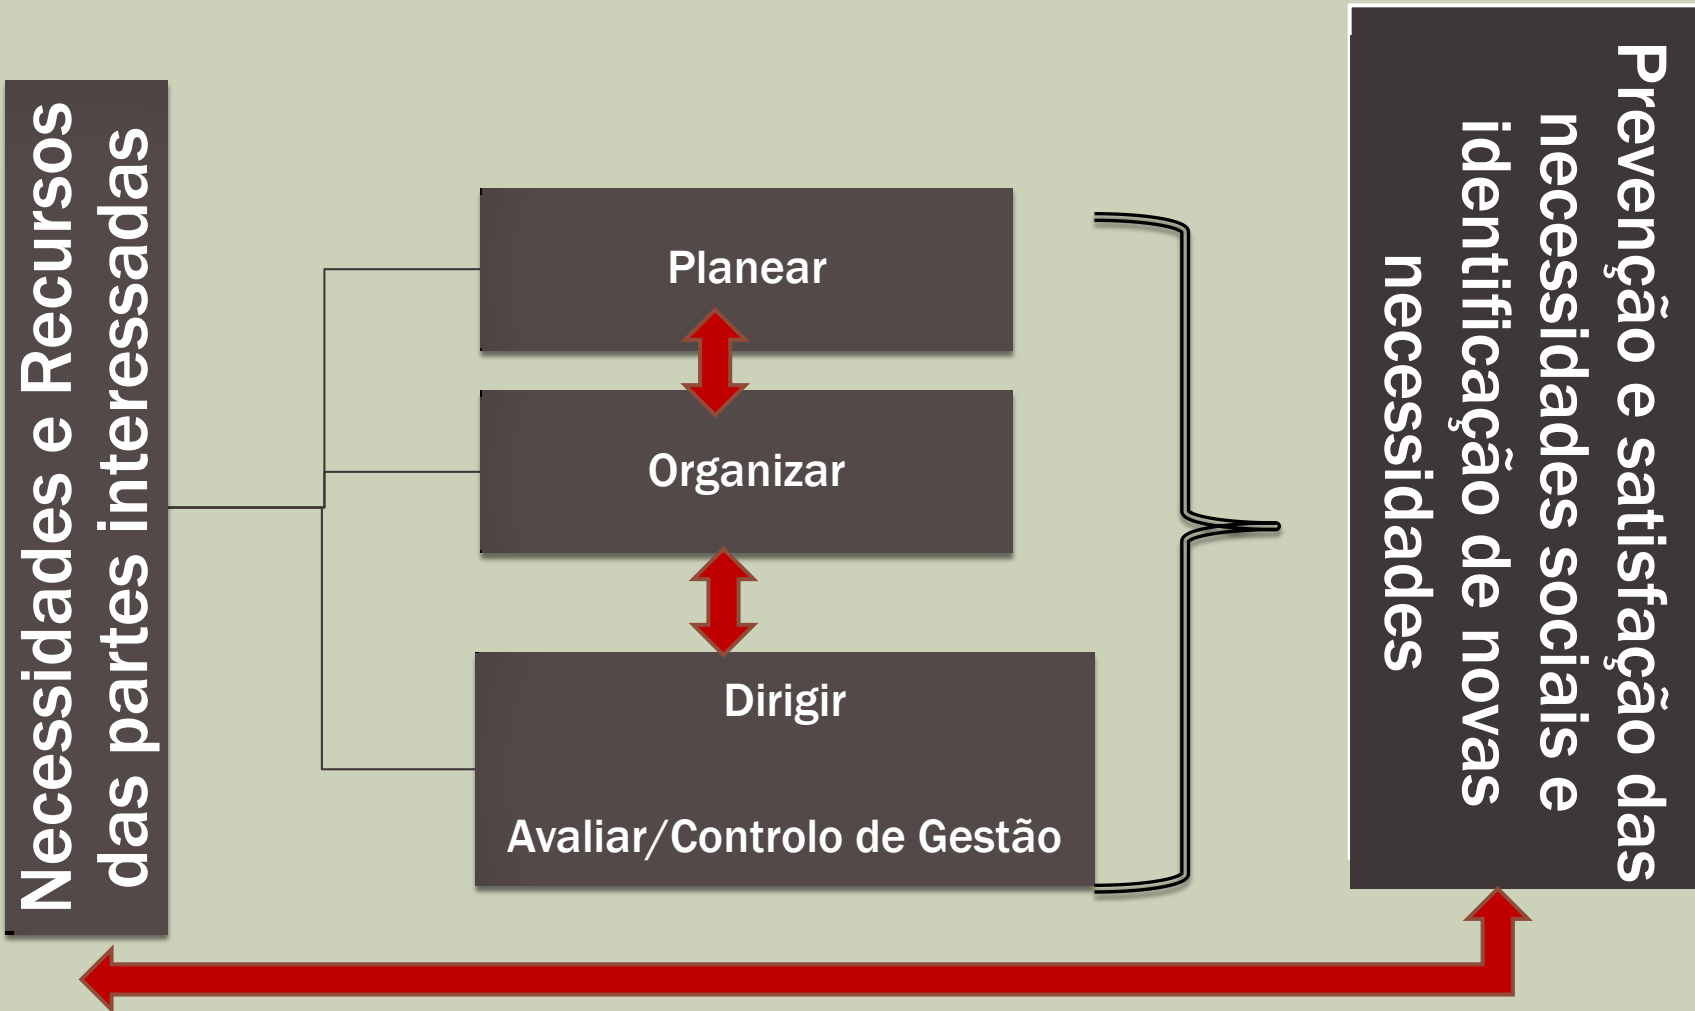 Necessidades e Recursos
das partes interessadas
Planear
Organizar
Dirigir
Avaliar/Controlo de Gestão
Prevenção e satisfação das
necessidades sociais e
identificação de novas
necessidades